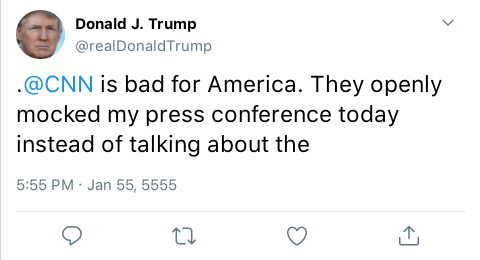 Donald J. Trump
@realDonaldTrump
.@CNN is bad for America. They openly
mocked my press conference today
instead of talking about the
5:55 PM · Jan 55, 5555